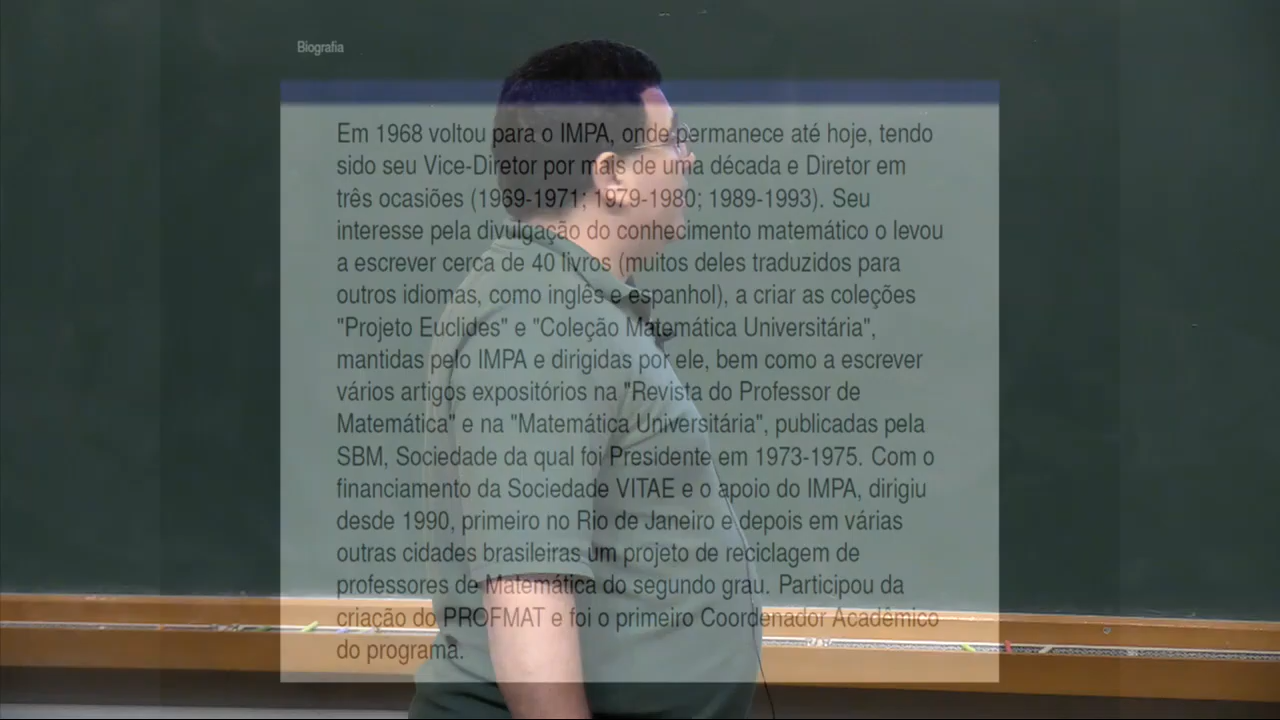 Biografia
Em 1968 voltou para o IMPA, onde permanece até hoje, tendo
sido seu Vice-Diretor por mais de uma década e Diretor em
três ocasiões (1969-1971; 1979-1980; 1989-1993). Seu
interesse pela divulgação do conhecimento matemático o levou
a escrever cerca de 40 livros (muitos deles traduzidos para
outros idiomas, como inglês e espanhol), a criar as coleções
"Projeto Euclides" e "Coleção Matemática Universitária",
mantidas pelo IMPA e dirigidas por ele, bem como a escrever
vários artigos expositórios na "Revista do Professor de
Matemática" e na "Matemática Universitária", publicadas pela
SBM, Sociedade da qual foi Presidente em 1973-1975. Com o
financiamento da Sociedade VITAE e o apoio do IMPA, dirigiu
desde 1990, primeiro no Rio de Janeiro e depois em várias
outras cidades brasileiras um projeto de reciclagem de
professores de Matemática do segundo grau. Participou da
criação do PROFMAT e foi o primeiro Coordenador Acadêmico
do programa.